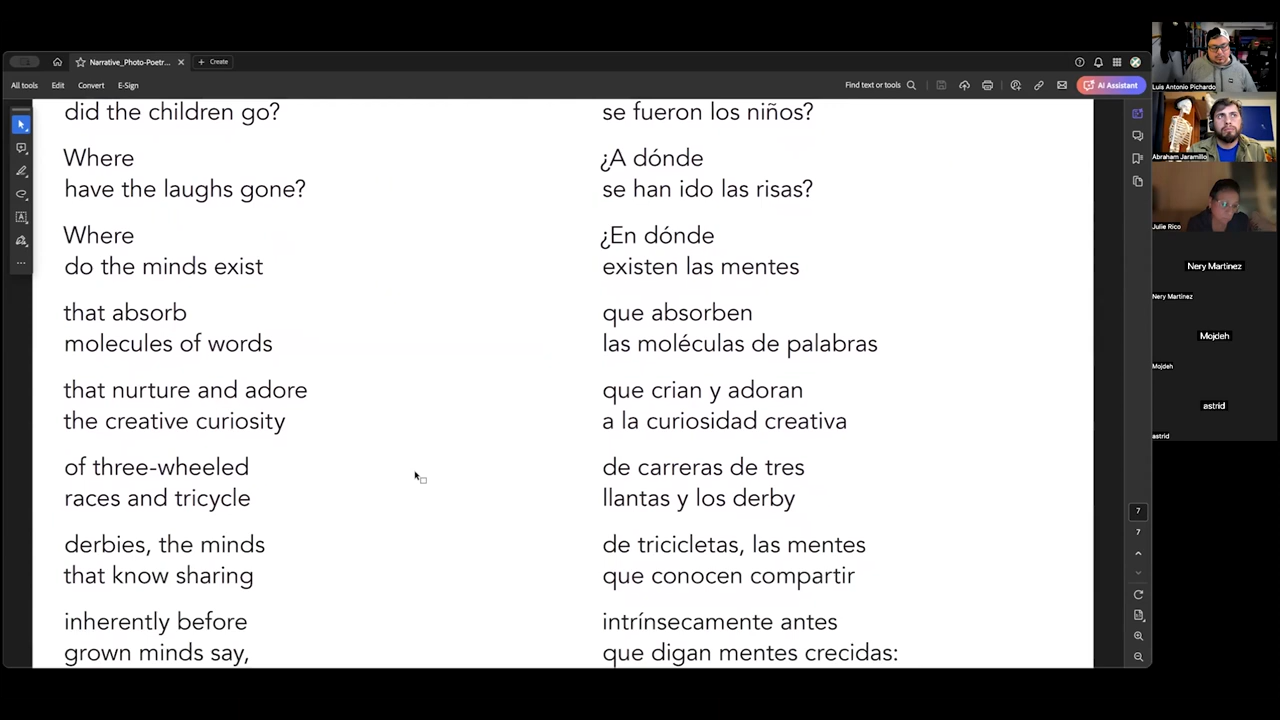 Narrative_Photo-Poetr...
Create
All tools
Edit
Convert
E-Sign
Find text or tools
AI Assistant
did the children go?
Where
have the laughs gone?
Where
do the minds exist
that absorb
molecules of words
that nurture and adore
the creative curiosity
of three-wheeled
races and tricycle
derbies, the minds
that know sharing
inherently before
grown minds say,
se fueron los niños?
¿A dónde
se han ido las risas?
¿En dónde
existen las mentes
que absorben
las moléculas de palabras
que crian y adoran
a la curiosidad creativa
de carreras de tres
llantas y los derby
de tricicletas, las mentes
que conocen compartir
intrínsecamente antes
que digan mentes crecidas:
7
7
Luis Antonio Pichardo
Abraham Jaramillo
Julie Rico
Nery Martinez
Nery Martinez
Mojdeh
Mojdeh
astrid
astrid